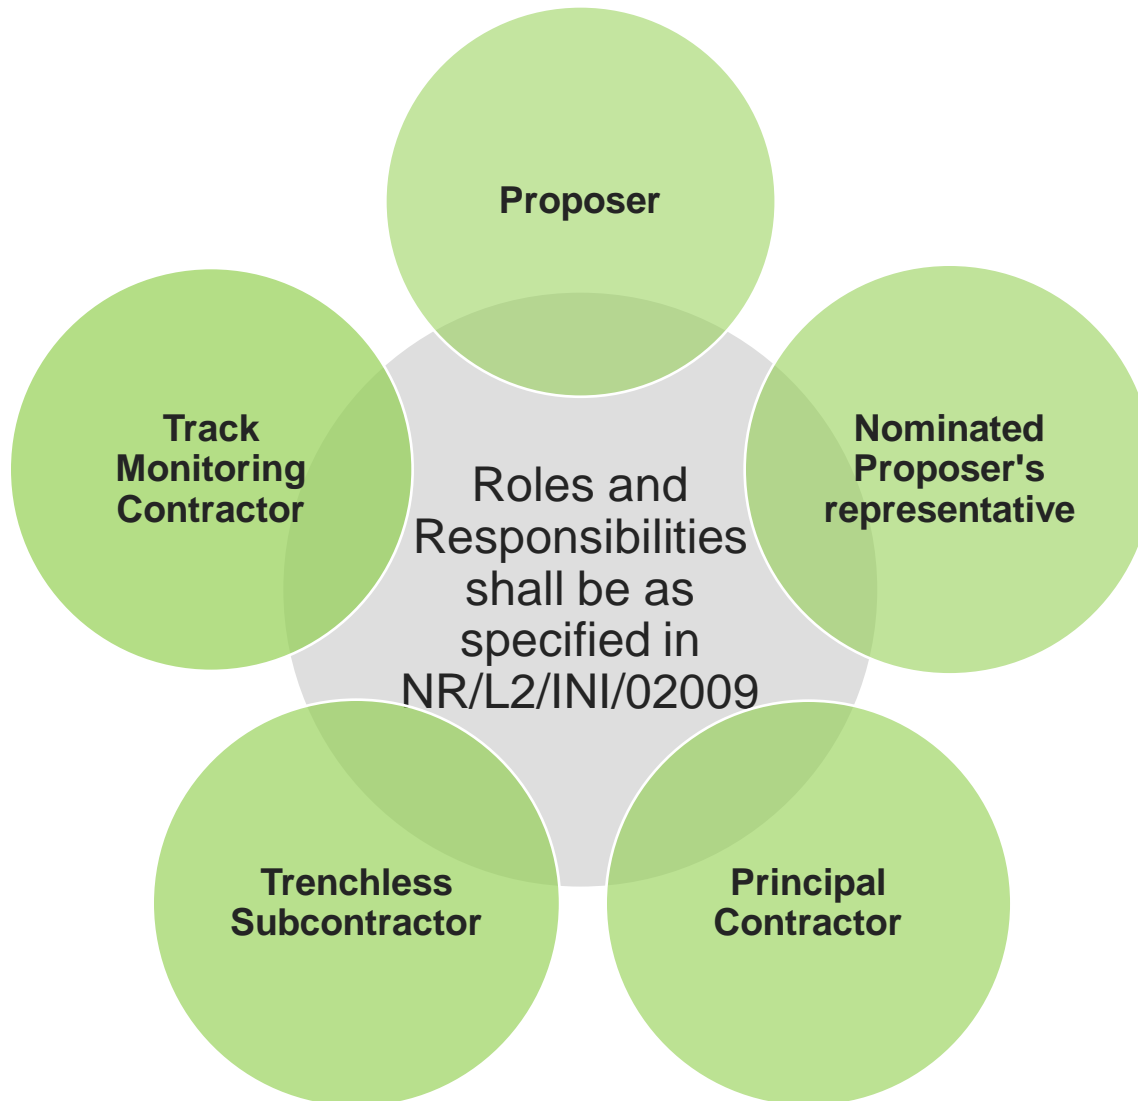 Proposer
Nominated
Proposer's
representative
Principal
Contractor
Trenchless
Subcontractor
Track
Monitoring
Contractor
Roles and
Responsibilities
shall be as
specified in
NR/L2/INI/02009